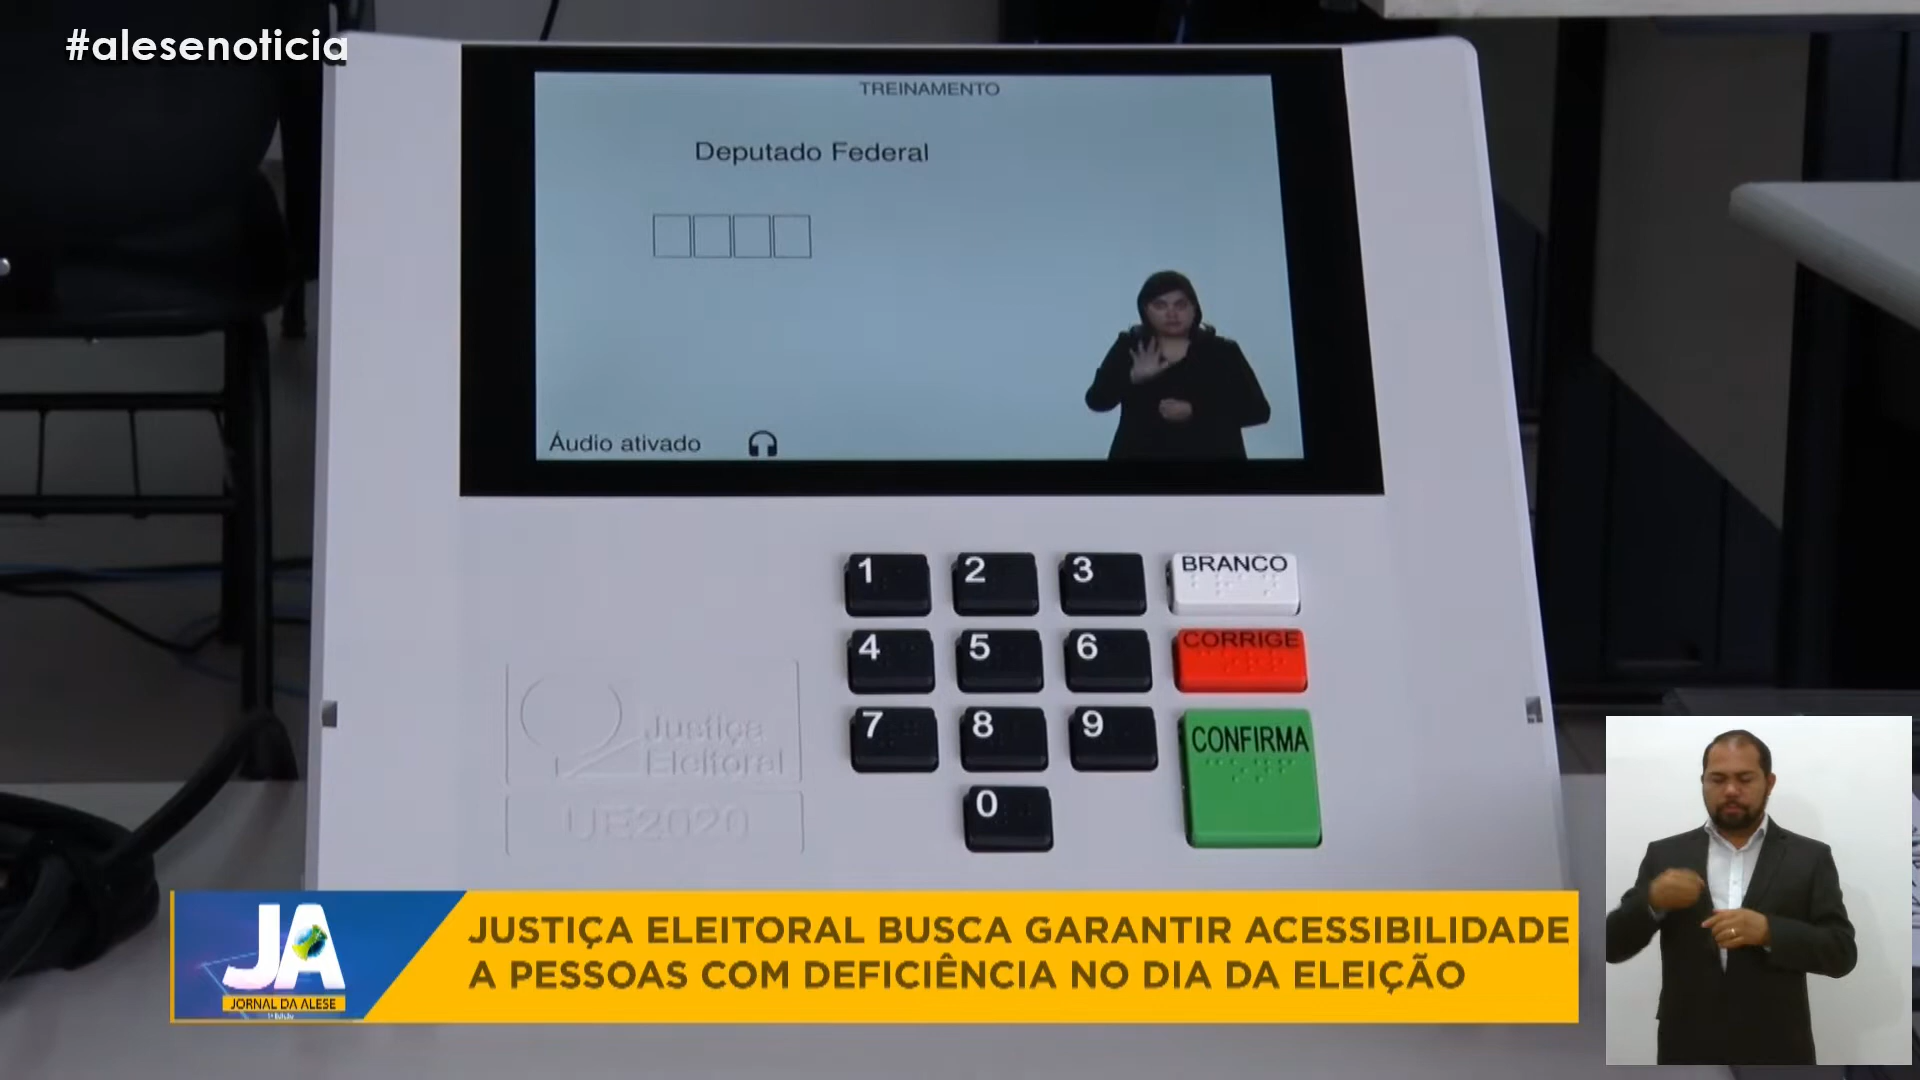 #alesenoticia
TREINAMENTO
Deputado Federal
Áudio ativado
1 2 3 BRANCO
4 5 6 CORRIGE
7 8 9 CONFIRMA
0
Justiça
Eleitoral
UE2020
JA
JORNAL DA ALESE
1ª Edição
JUSTIÇA ELEITORAL BUSCA GARANTIR ACESSIBILIDADE
A PESSOAS COM DEFICIÊNCIA NO DIA DA ELEIÇÃO